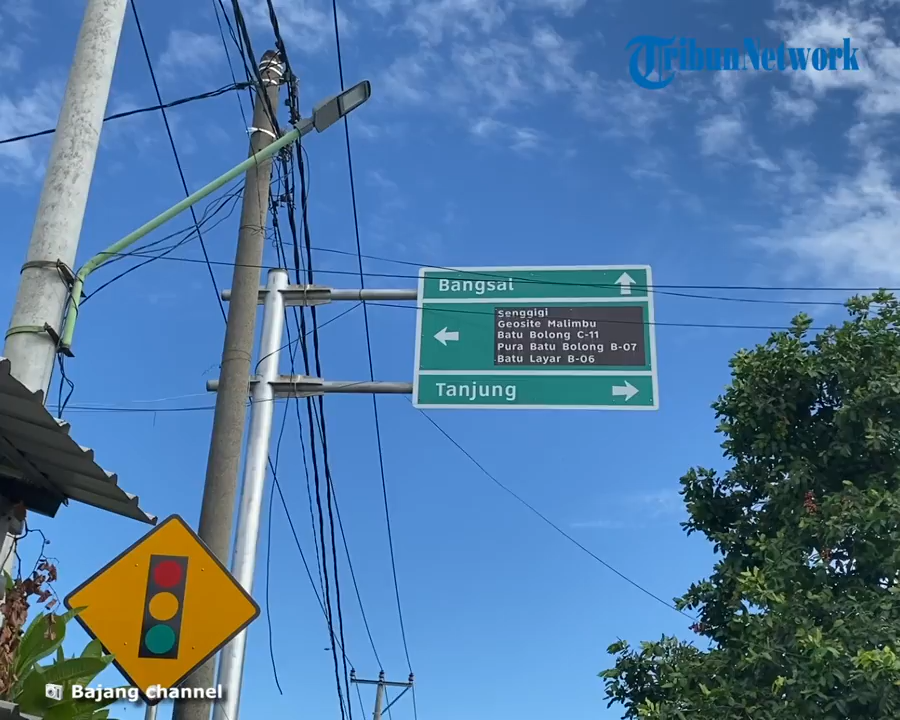 TribunNetwork
Bangsal
Senggigi
Geosite Malimbu
Batu Bolong C-11
Pura Batu Bolong B-07
Batu Layar B-06
Tanjung
Bajang channel